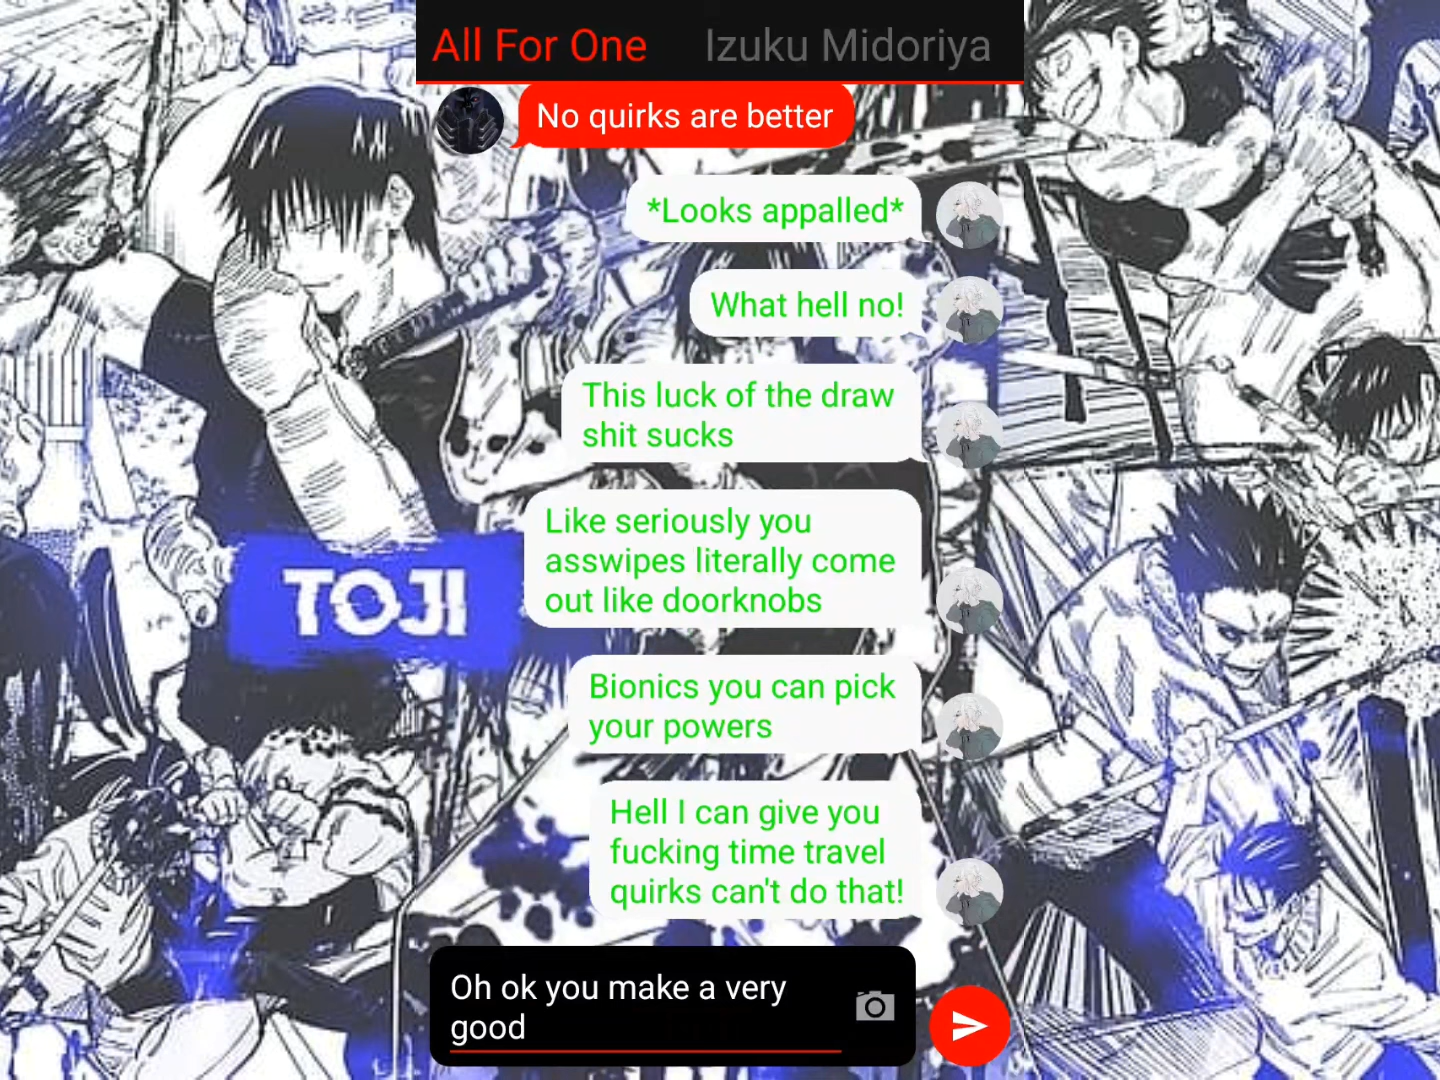 All For One Izuku Midoriya
No quirks are better
*Looks appalled*
What hell no!
This luck of the draw
shit sucks
Like seriously you
asswipes literally come
out like doorknobs
TOJI
Bionics you can pick
your powers
Hell I can give you
fucking time travel
quirks can't do that!
Oh ok you make a very
good